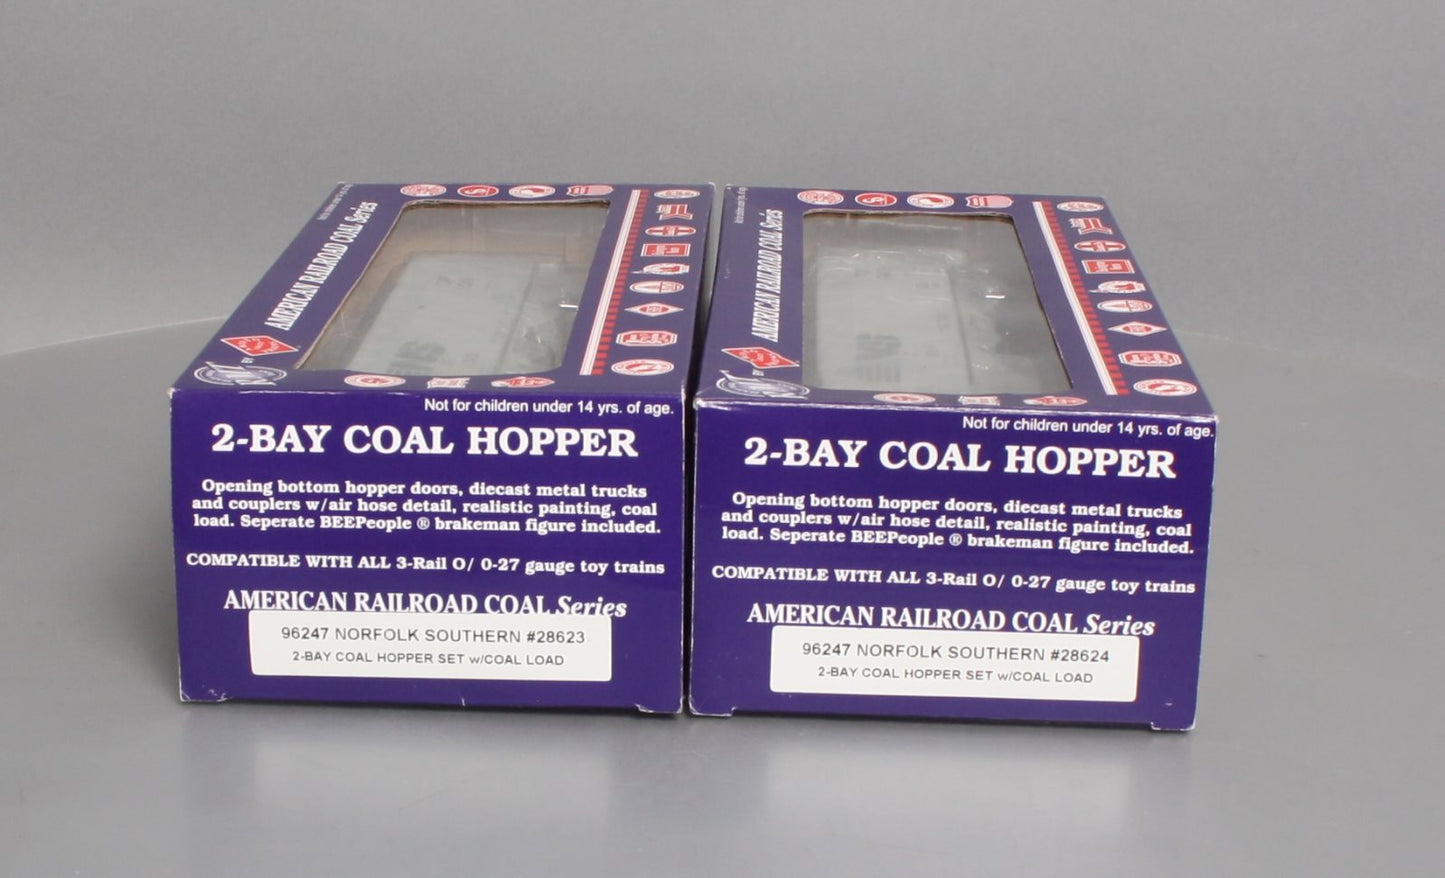 AMERICAN RAILROAD COAL Series
BY
Not for children under 14 yrs. of age.
2-BAY COAL HOPPER
Opening bottom hopper doors, diecast metal trucks
and couplers w/air hose detail, realistic painting, coal
load. Seperate BEEPeople ® brakeman figure included.
COMPATIBLE WITH ALL 3-Rail O/ 0-27 gauge toy trains
AMERICAN RAILROAD COAL Series
96247 NORFOLK SOUTHERN #28623
2-BAY COAL HOPPER SET w/COAL LOAD
AMERICAN RAILROAD COAL Series
BY
Not for children under 14 yrs. of age.
2-BAY COAL HOPPER
Opening bottom hopper doors, diecast metal trucks
and couplers w/air hose detail, realistic painting, coal
load. Seperate BEEPeople ® brakeman figure included.
COMPATIBLE WITH ALL 3-Rail O/ 0-27 gauge toy trains
AMERICAN RAILROAD COAL Series
96247 NORFOLK SOUTHERN #28624
2-BAY COAL HOPPER SET w/COAL LOAD